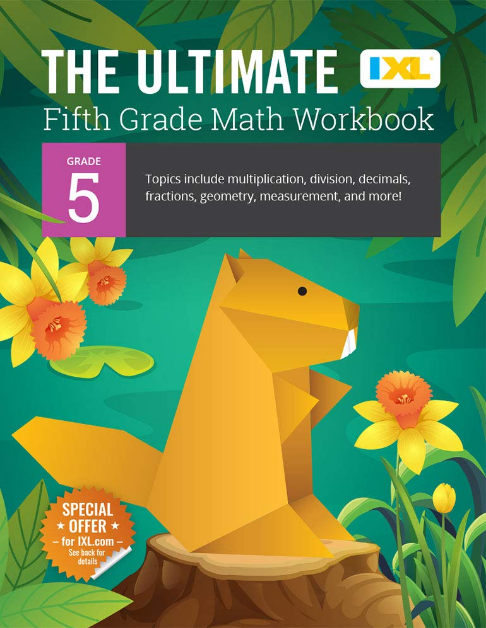 THE ULTIMATE IXL®
Fifth Grade Math Workbook
GRADE
5
Topics include multiplication, division, decimals,
fractions, geometry, measurement, and more!
SPECIAL
★ OFFER ★
– for IXL.com –
See back for
details